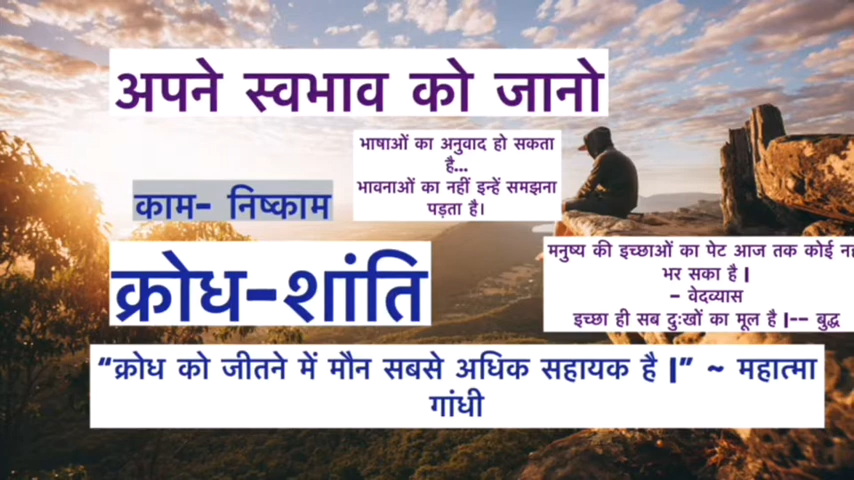 अपने स्वभाव को जानो
भाषाओं का अनुवाद हो सकता
है...
भावनाओं का नहीं इन्हें समझना
पड़ता है।
काम- निष्काम
क्रोध-शांति
मनुष्य की इच्छाओं का पेट आज तक कोई
भर सका है |
- वेदव्यास
इच्छा ही सब दुःखों का मूल है |-- बुद्ध
“क्रोध को जीतने में मौन सबसे अधिक सहायक है |” ~ महात्मा
गांधी